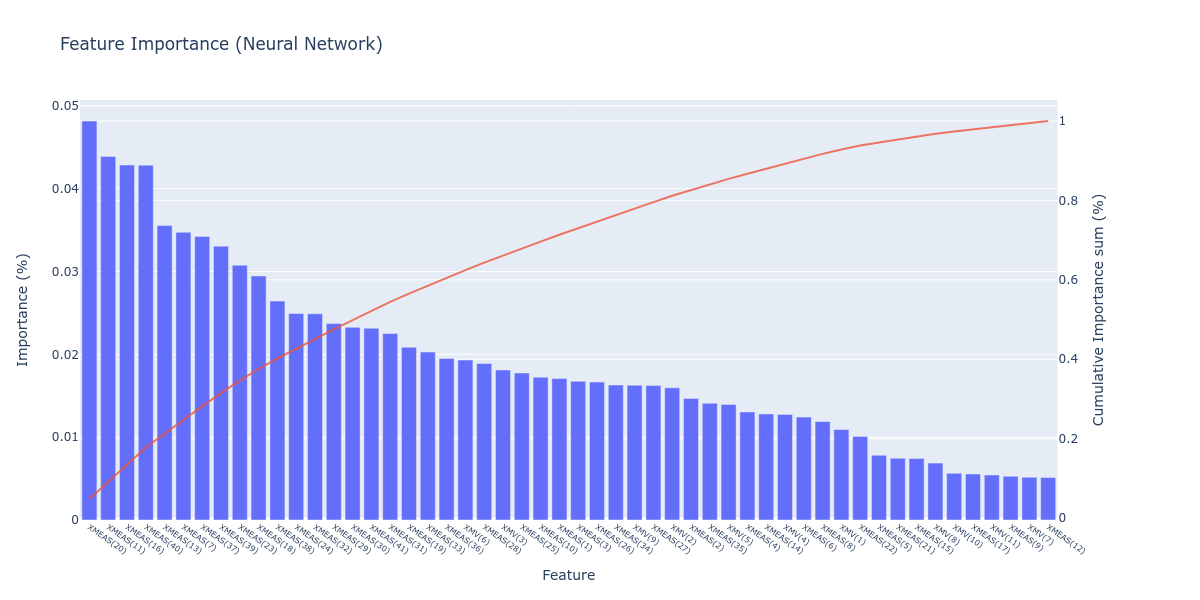 Feature Importance (Neural Network)
0.05
0.04
0.03
0.02
0.01
0
1
0.8
0.6
0.4
0.2
0
Importance (%)
Cumulative Importance sum (%)
XMEAS(20)
XMEAS(11)
XMEAS(16)
XMEAS(40)
XMEAS(13)
XMEAS(7)
XMEAS(37)
XMEAS(39)
XMEAS(23)
XMEAS(18)
XMEAS(38)
XMEAS(24)
XMEAS(32)
XMEAS(29)
XMEAS(30)
XMEAS(41)
XMEAS(31)
XMEAS(19)
XMEAS(33)
XMEAS(36)
XMV(6)
XMEAS(28)
XMV(3)
XMEAS(25)
XMEAS(10)
XMEAS(1)
XMEAS(3)
XMEAS(26)
XMEAS(34)
XMV(9)
XMEAS(27)
XMV(2)
XMEAS(2)
XMEAS(35)
XMV(5)
XMEAS(4)
XMEAS(14)
XMV(4)
XMEAS(6)
XMEAS(8)
XMV(1)
XMEAS(22)
XMEAS(5)
XMEAS(21)
XMEAS(15)
XMV(8)
XMV(10)
XMEAS(17)
XMV(11)
XMEAS(9)
XMV(7)
XMEAS(12)
Feature